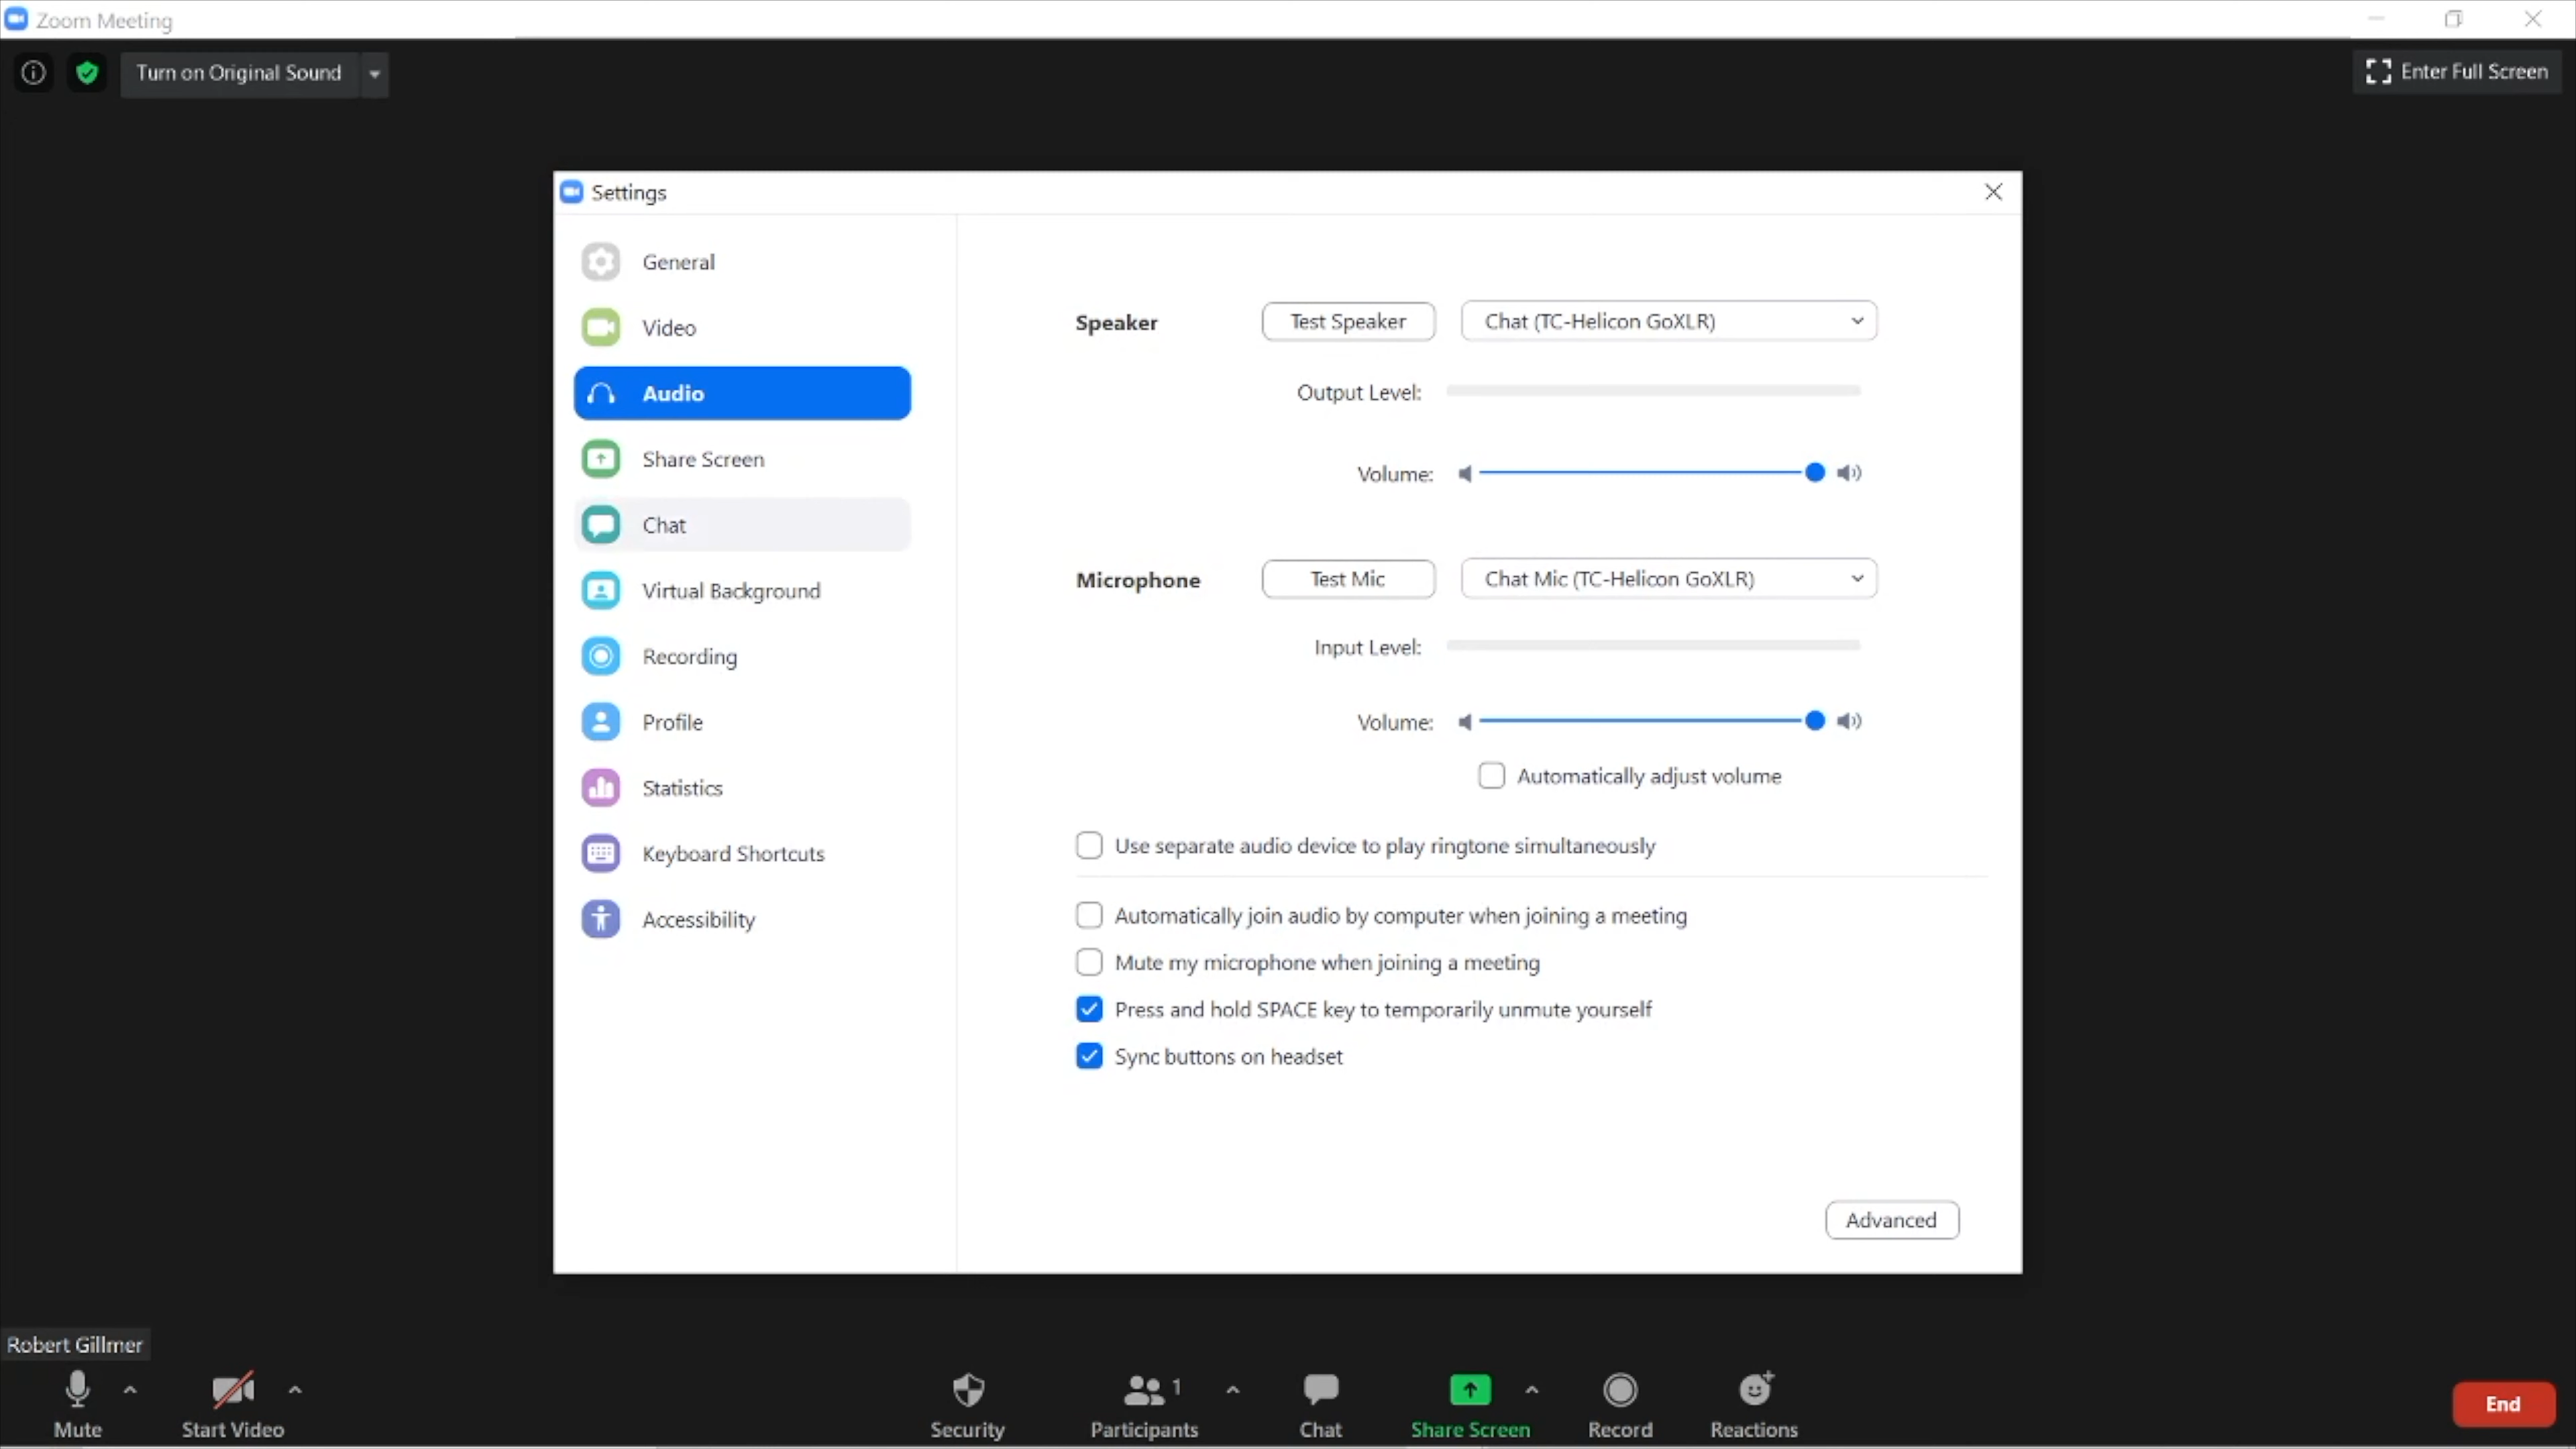 Zoom Meeting
Turn on Original Sound
Enter Full Screen
Settings
General
Video
Audio
Share Screen
Chat
Virtual Background
Recording
Profile
Statistics
Keyboard Shortcuts
Accessibility
Speaker
Test Speaker
Chat (TC-Helicon GoXLR)
Output Level:
Volume:
Microphone
Test Mic
Chat Mic (TC-Helicon GoXLR)
Input Level:
Volume:
Automatically adjust volume
Use separate audio device to play ringtone simultaneously
Automatically join audio by computer when joining a meeting
Mute my microphone when joining a meeting
Press and hold SPACE key to temporarily unmute yourself
Sync buttons on headset
Advanced
Robert Gillmer
Mute
Start Video
Security
1
Participants
Chat
Share Screen
Record
Reactions
End